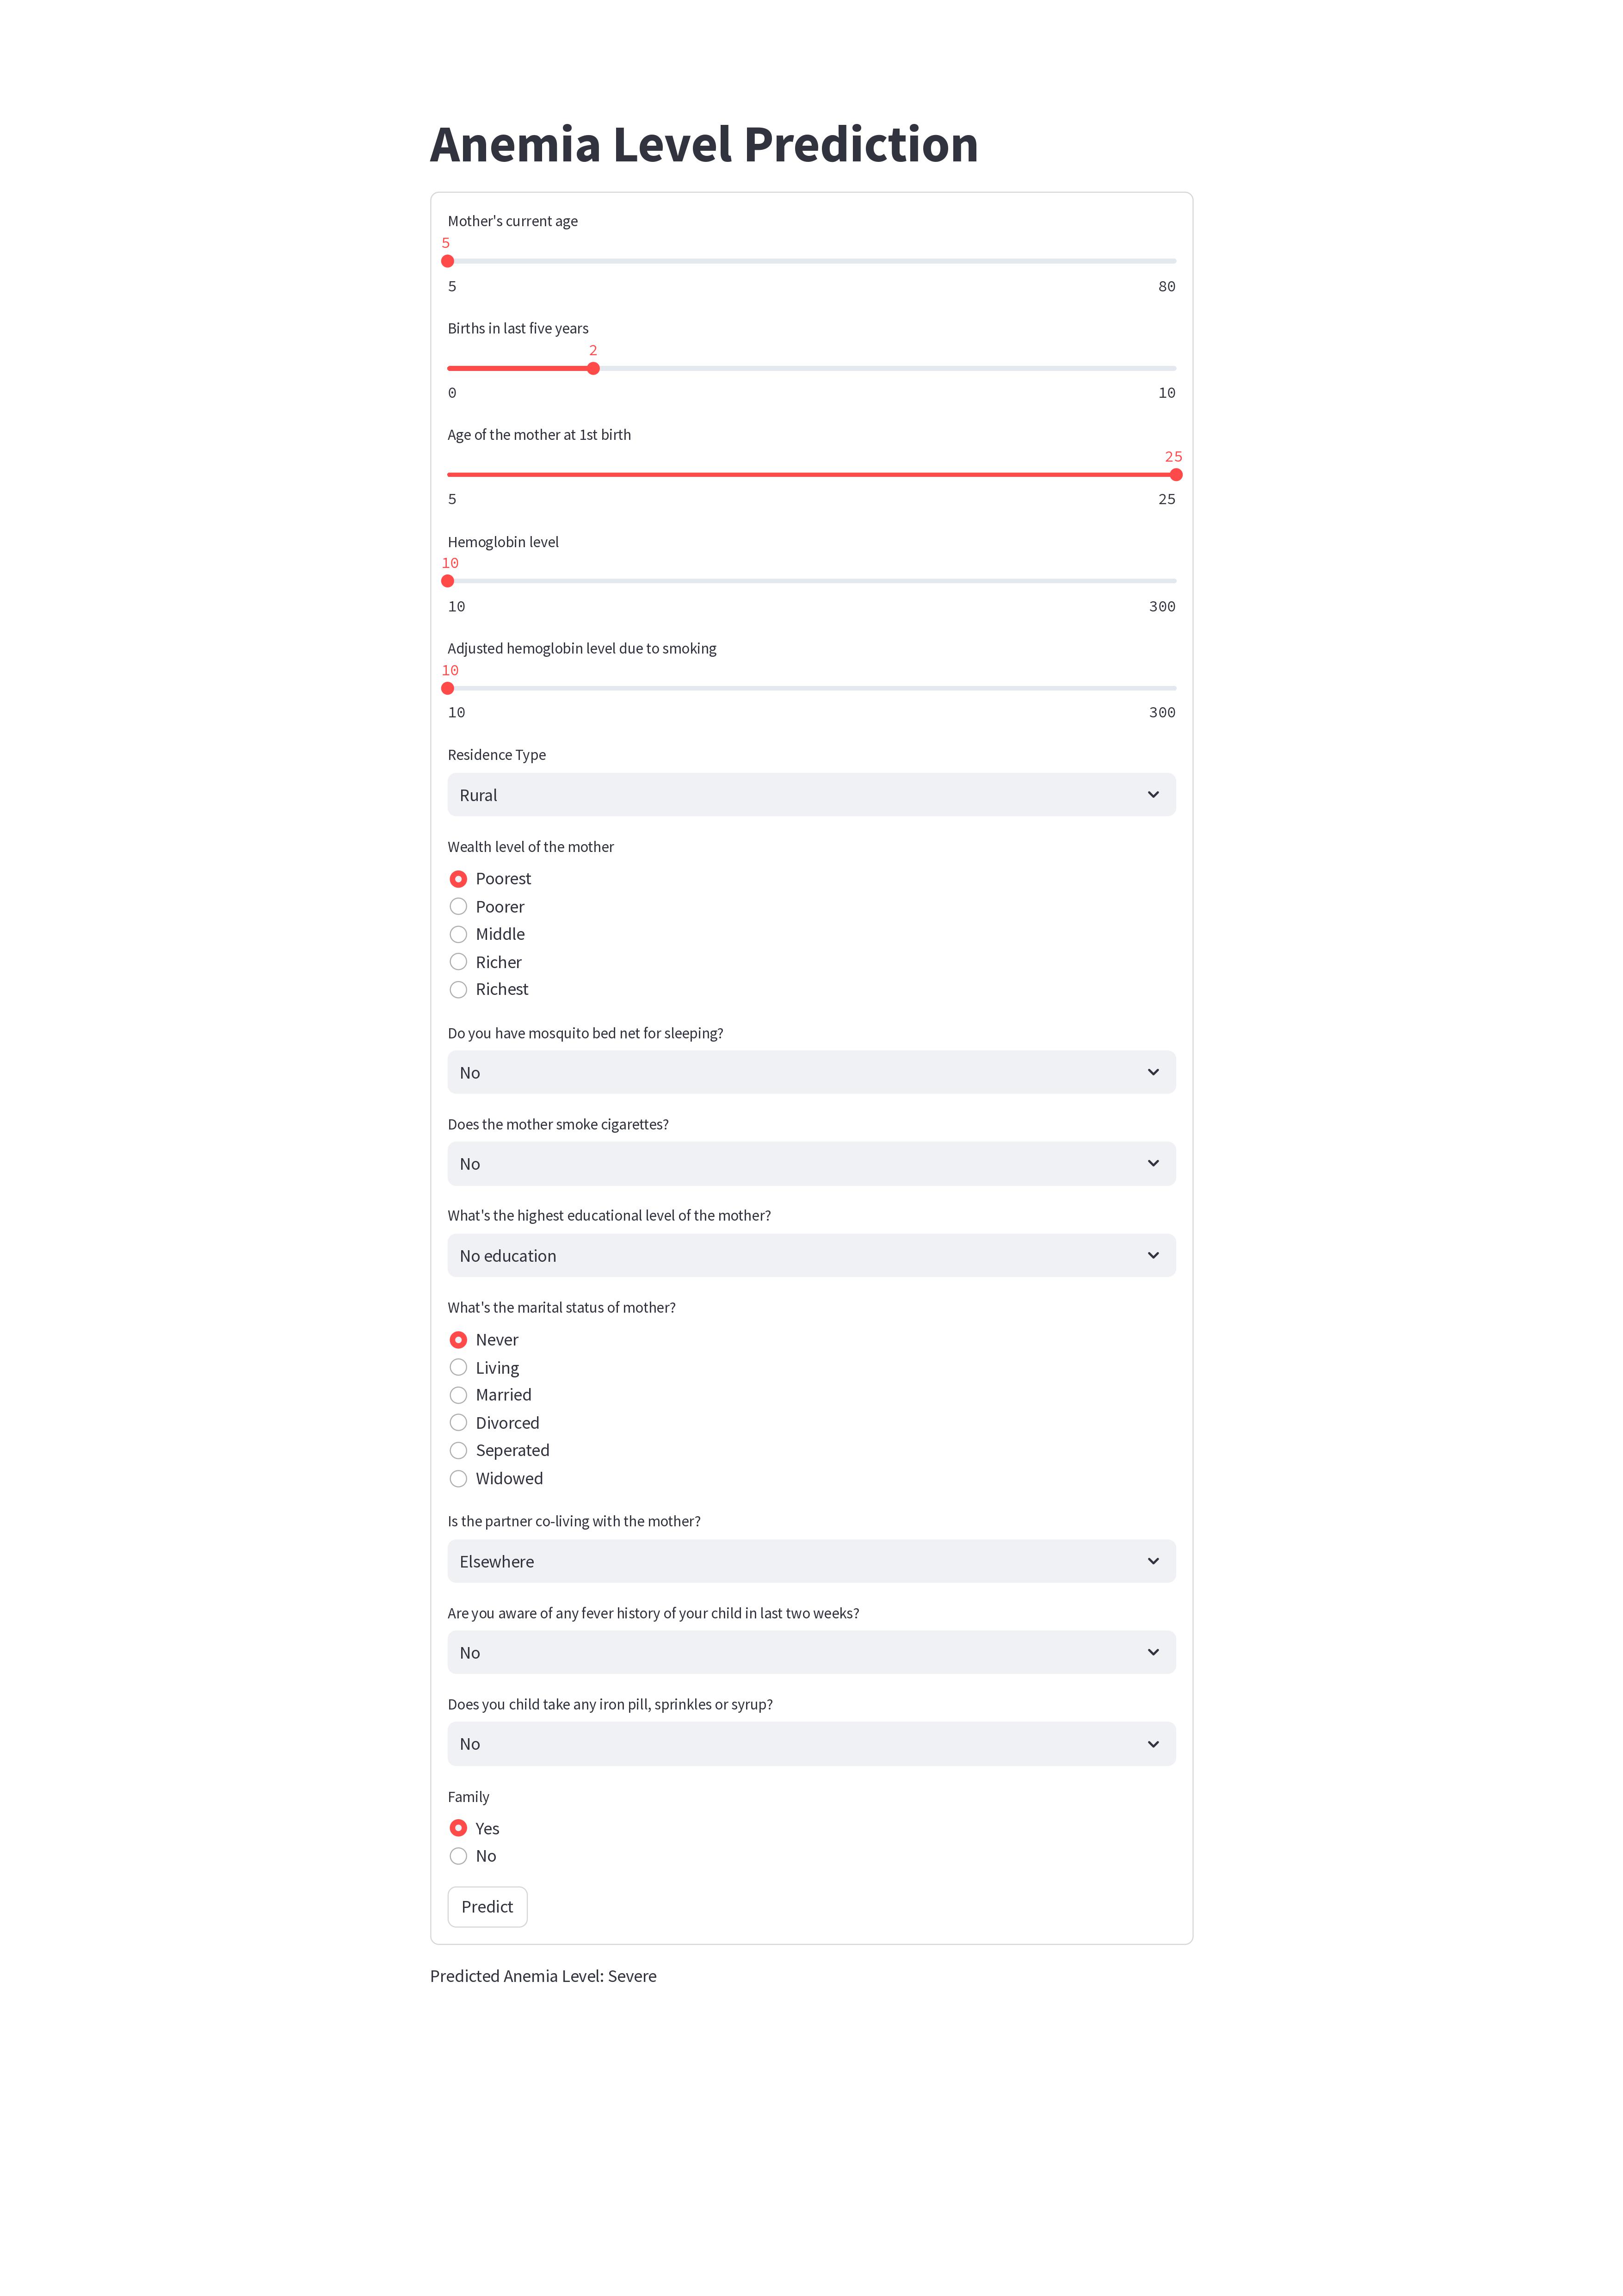 Anemia Level Prediction
Mother's current age
5
5 80
Births in last five years
2
0 10
Age of the mother at 1st birth
25
5 25
Hemoglobin level
10
10 300
Adjusted hemoglobin level due to smoking
10
10 300
Residence Type
Rural
Wealth level of the mother
Poorest
Poorer
Middle
Richer
Richest
Do you have mosquito bed net for sleeping?
No
Does the mother smoke cigarettes?
No
What's the highest educational level of the mother?
No education
What's the marital status of mother?
Never
Living
Married
Divorced
Seperated
Widowed
Is the partner co-living with the mother?
Elsewhere
Are you aware of any fever history of your child in last two weeks?
No
Does you child take any iron pill, sprinkles or syrup?
No
Family
Yes
No
Predict
Predicted Anemia Level: Severe